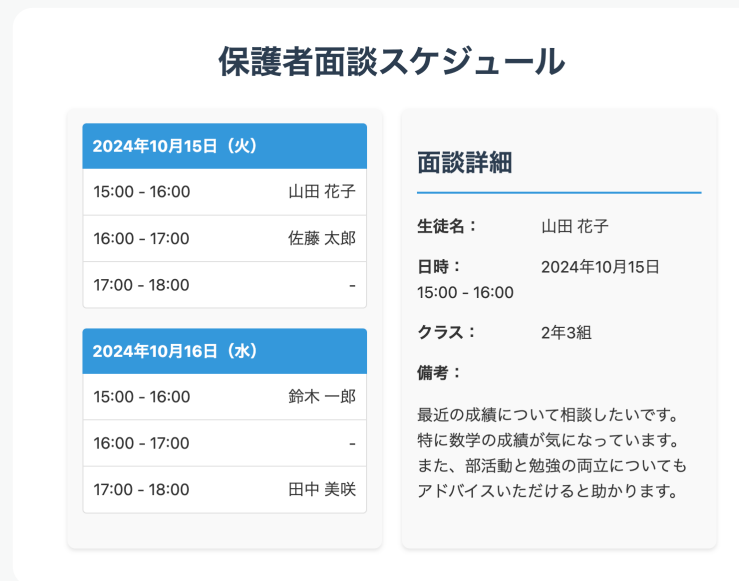 保護者面談スケジュール
2024年10月15日（火）
15:00 - 16:00 山田 花子
16:00 - 17:00 佐藤 太郎
17:00 - 18:00 -
2024年10月16日（水）
15:00 - 16:00 鈴木 一郎
16:00 - 17:00 -
17:00 - 18:00 田中 美咲
面談詳細
生徒名： 山田 花子
日時： 2024年10月15日
15:00 - 16:00
クラス： 2年3組
備考：
最近の成績について相談したいです。
特に数学の成績が気になっています。
また、部活動と勉強の両立についても
アドバイスいただけると助かります。